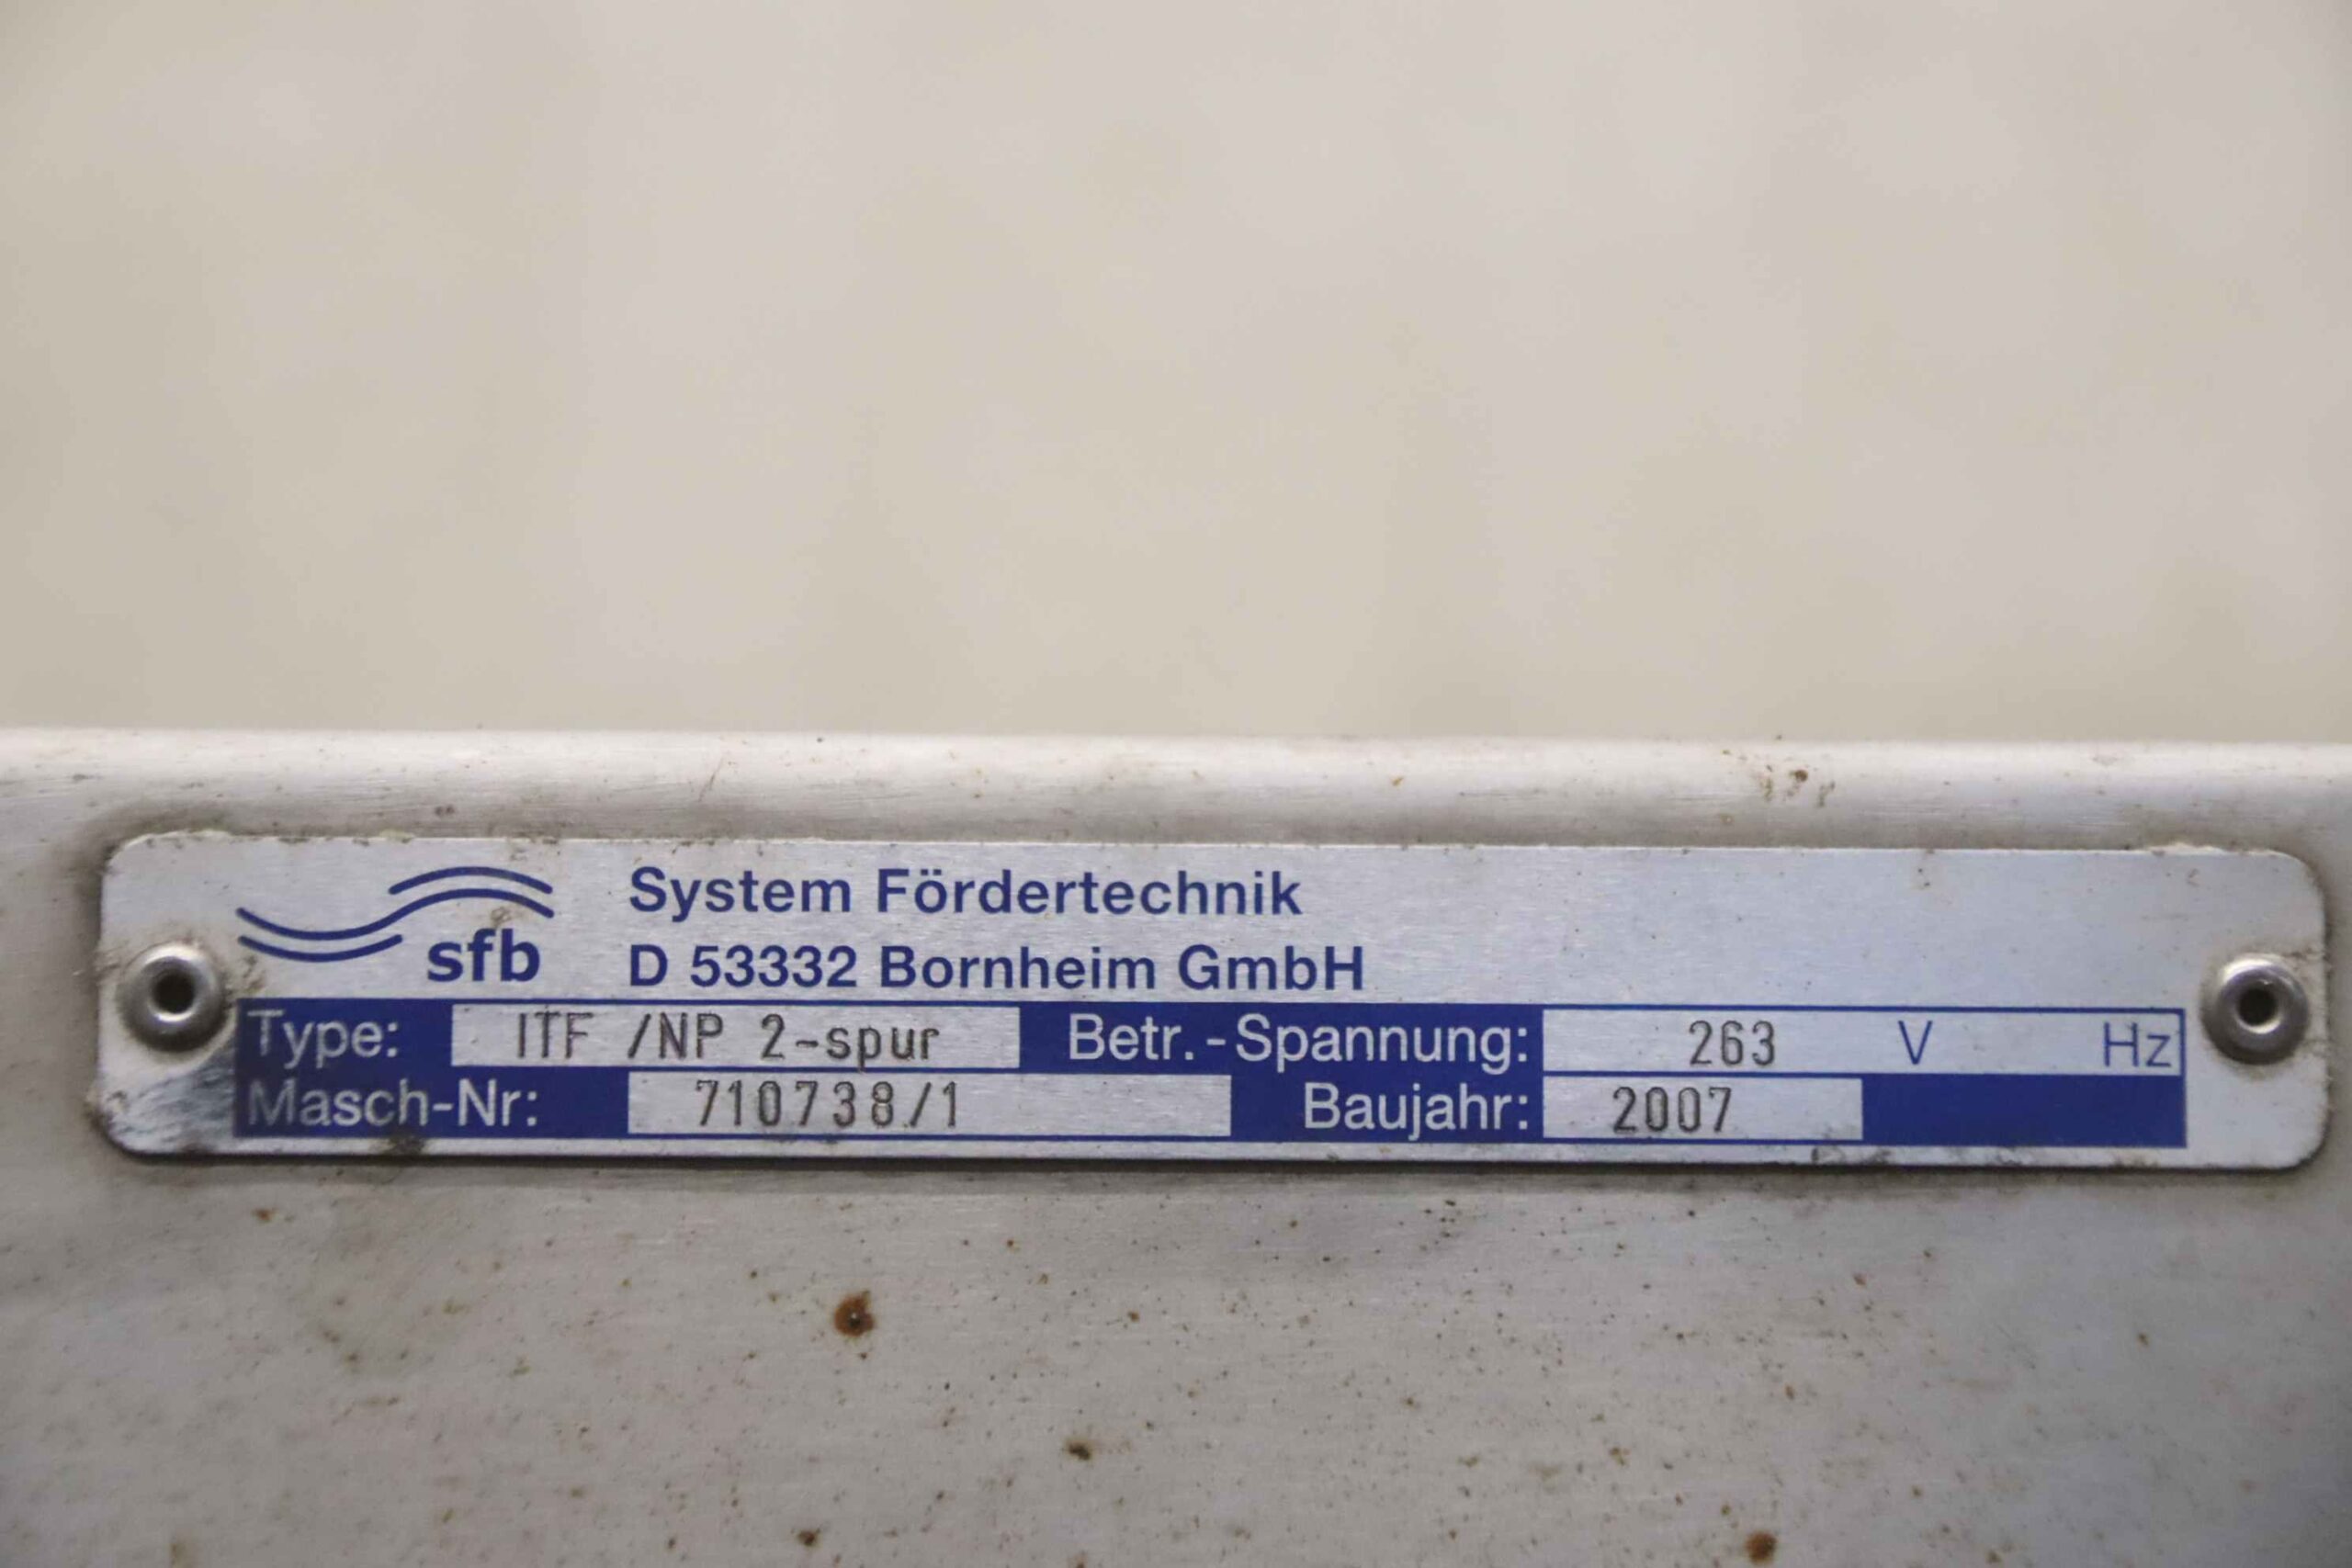 sfb
System Fördertechnik
D 53332 Bornheim GmbH
Type: ITF /NP 2-spur Betr.-Spannung: 263 V Hz
Masch-Nr: 710738/1 Baujahr: 2007